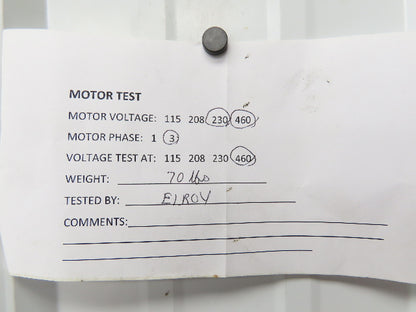 MOTOR TEST
MOTOR VOLTAGE: 115 208 230 460
MOTOR PHASE: 1 3
VOLTAGE TEST AT: 115 208 230 460
WEIGHT: 70 lbs
TESTED BY: ELROY
COMMENTS: